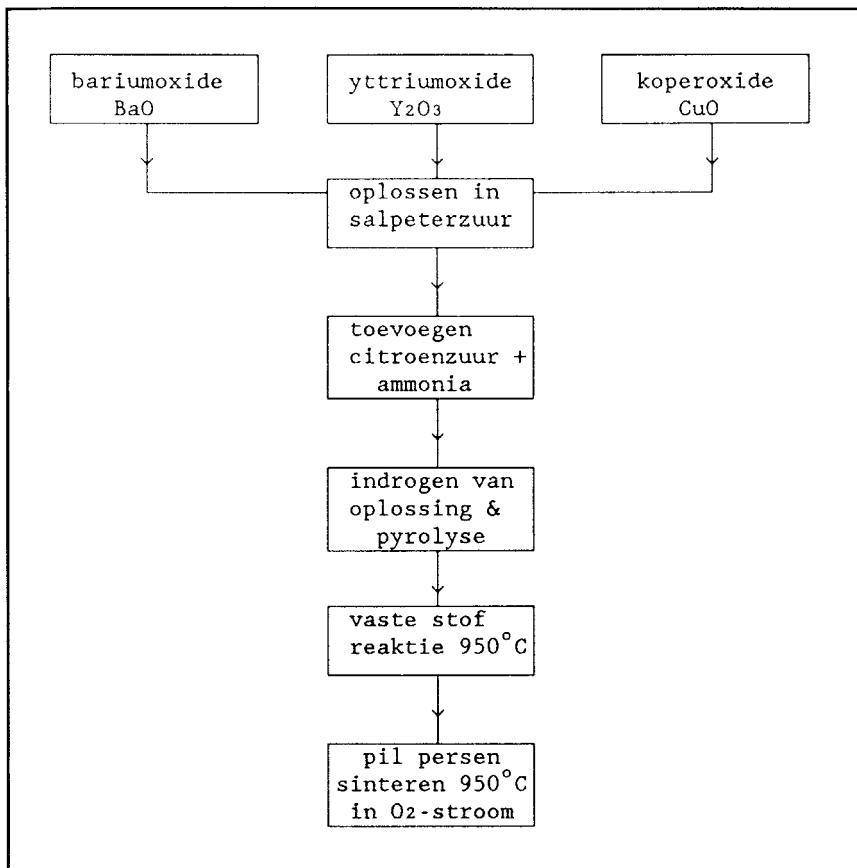 bariumoxide
BaO
yttriumoxide
Y2O3
koperoxide
CuO
oplossen in
salpeterzuur
toevoegen
citroenzuur +
ammonia
indrogen van
oplossing &
pyrolyse
vaste stof
reaktie 950°C
pil persen
sinteren 950°C
in O2-stroom